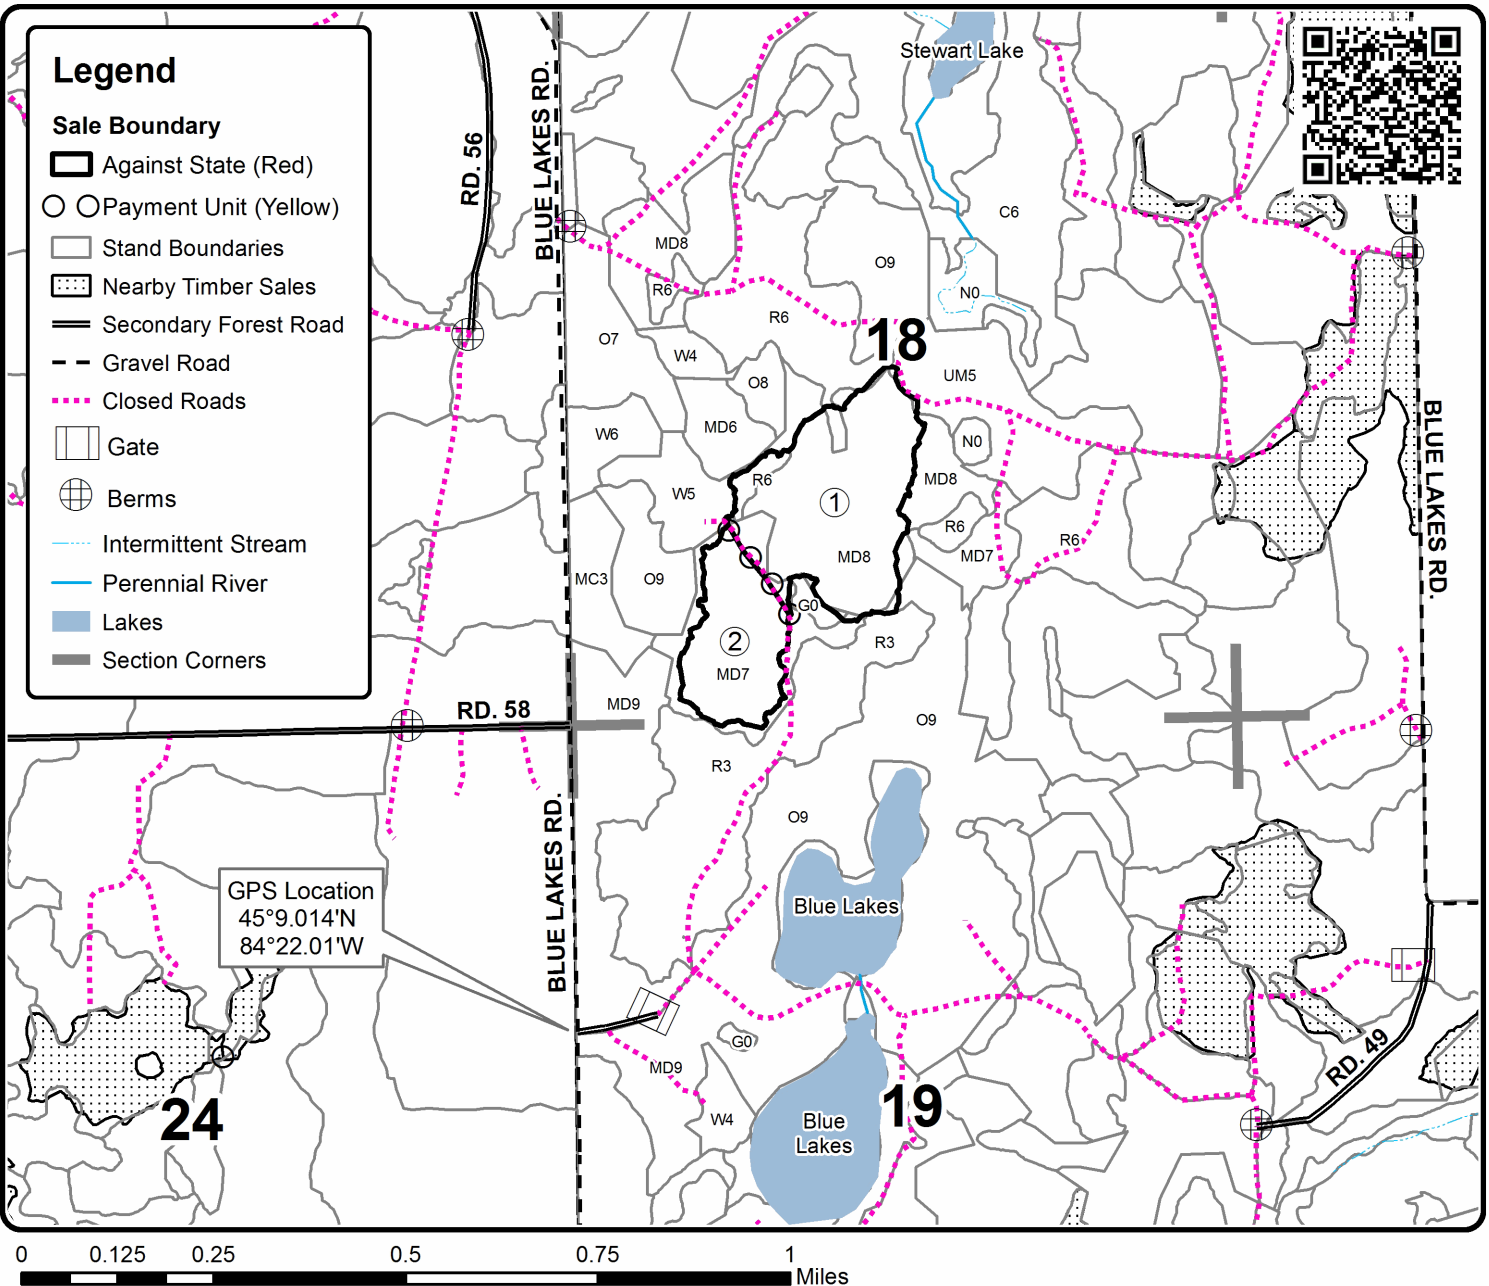 Legend
Sale Boundary
Against State (Red)
Payment Unit (Yellow)
Stand Boundaries
Nearby Timber Sales
Secondary Forest Road
Gravel Road
Closed Roads
Gate
Berms
Intermittent Stream
Perennial River
Lakes
Section Corners
RD. 56
BLUE LAKES RD.
Stewart Lake
C6
MD8
O9
R6
N0
R6
O7
18
W4
UM5
O8
W6
MD6
N0
BLUE LAKES RD.
R6
MD8
W5
1
R6
R6
MD8
MD7
MC3
O9
G0
2
R3
MD7
MD9
RD. 58
O9
R3
O9
BLUE LAKES RD.
GPS Location
45°9.014'N
84°22.01'W
Blue Lakes
G0
MD9
RD. 49
24
W4
Blue
Lakes
19
0 0.125 0.25 0.5 0.75 1
Miles